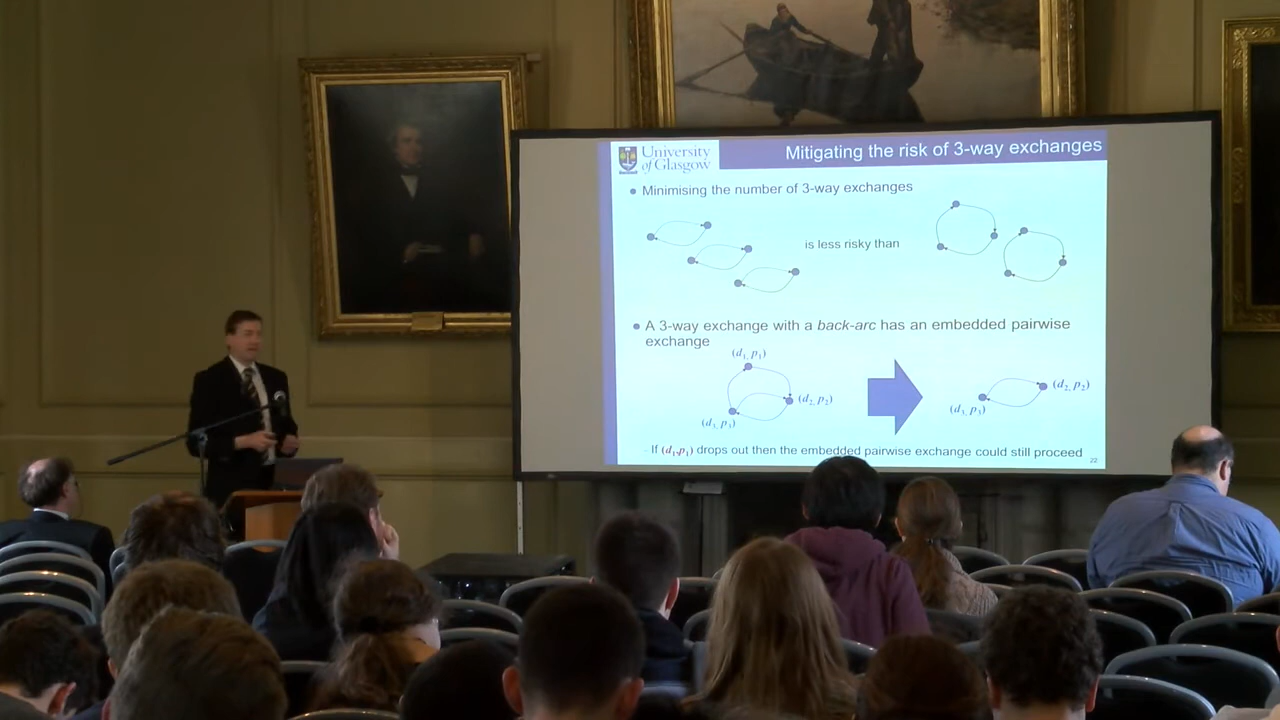 University
of Glasgow
Mitigating the risk of 3-way exchanges
Minimising the number of 3-way exchanges
is less risky than
A 3-way exchange with a back-arc has an embedded pairwise
exchange
(d1, p1)
(d2, p2)
(d3, p3)
(d2, p2)
(d3, p3)
If (d1,p1) drops out then the embedded pairwise exchange could still proceed
22